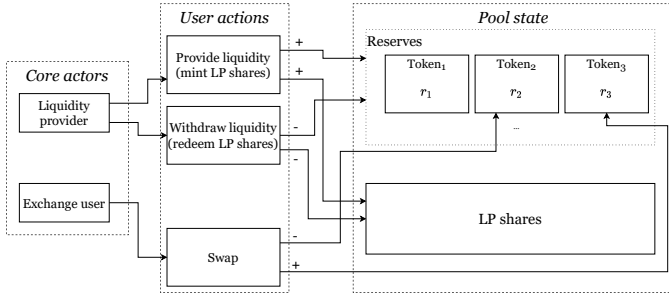 User actions
Pool state
Core actors
Provide liquidity
(mint LP shares)
+
+
Reserves
Token₁
r₁
Token₂
r₂
Token₃
r₃
...
Liquidity
provider
Withdraw liquidity
(redeem LP shares)
-
-
Exchange user
LP shares
Swap
-
+